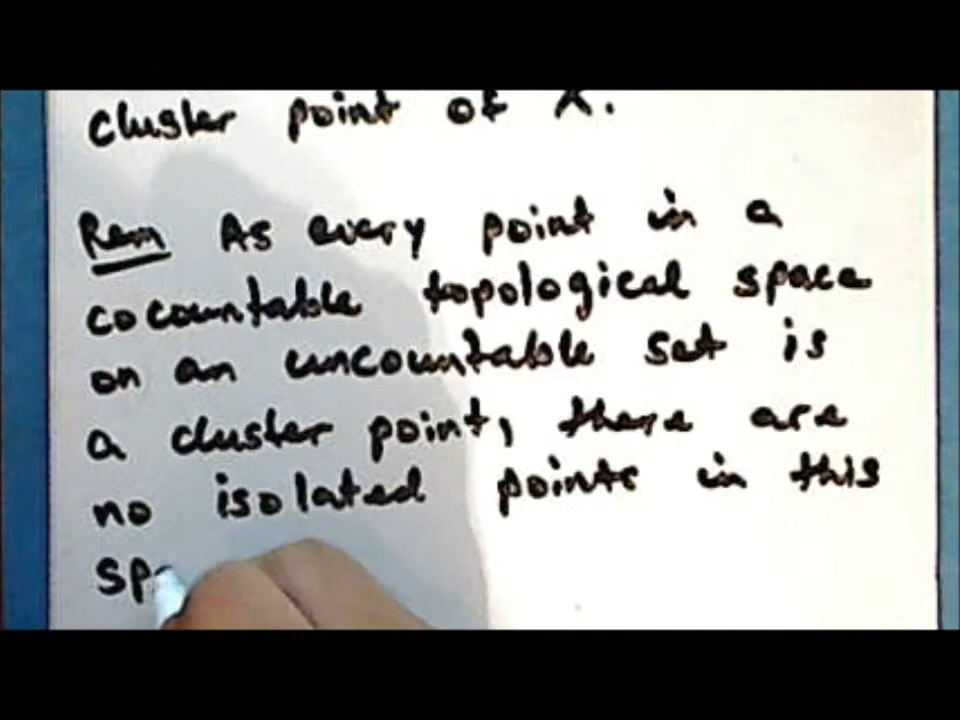 cluster point of X.
Rem As every point in a
cocountable topological space
on an uncountable set is
a cluster point, there are
no isolated points in this
spa